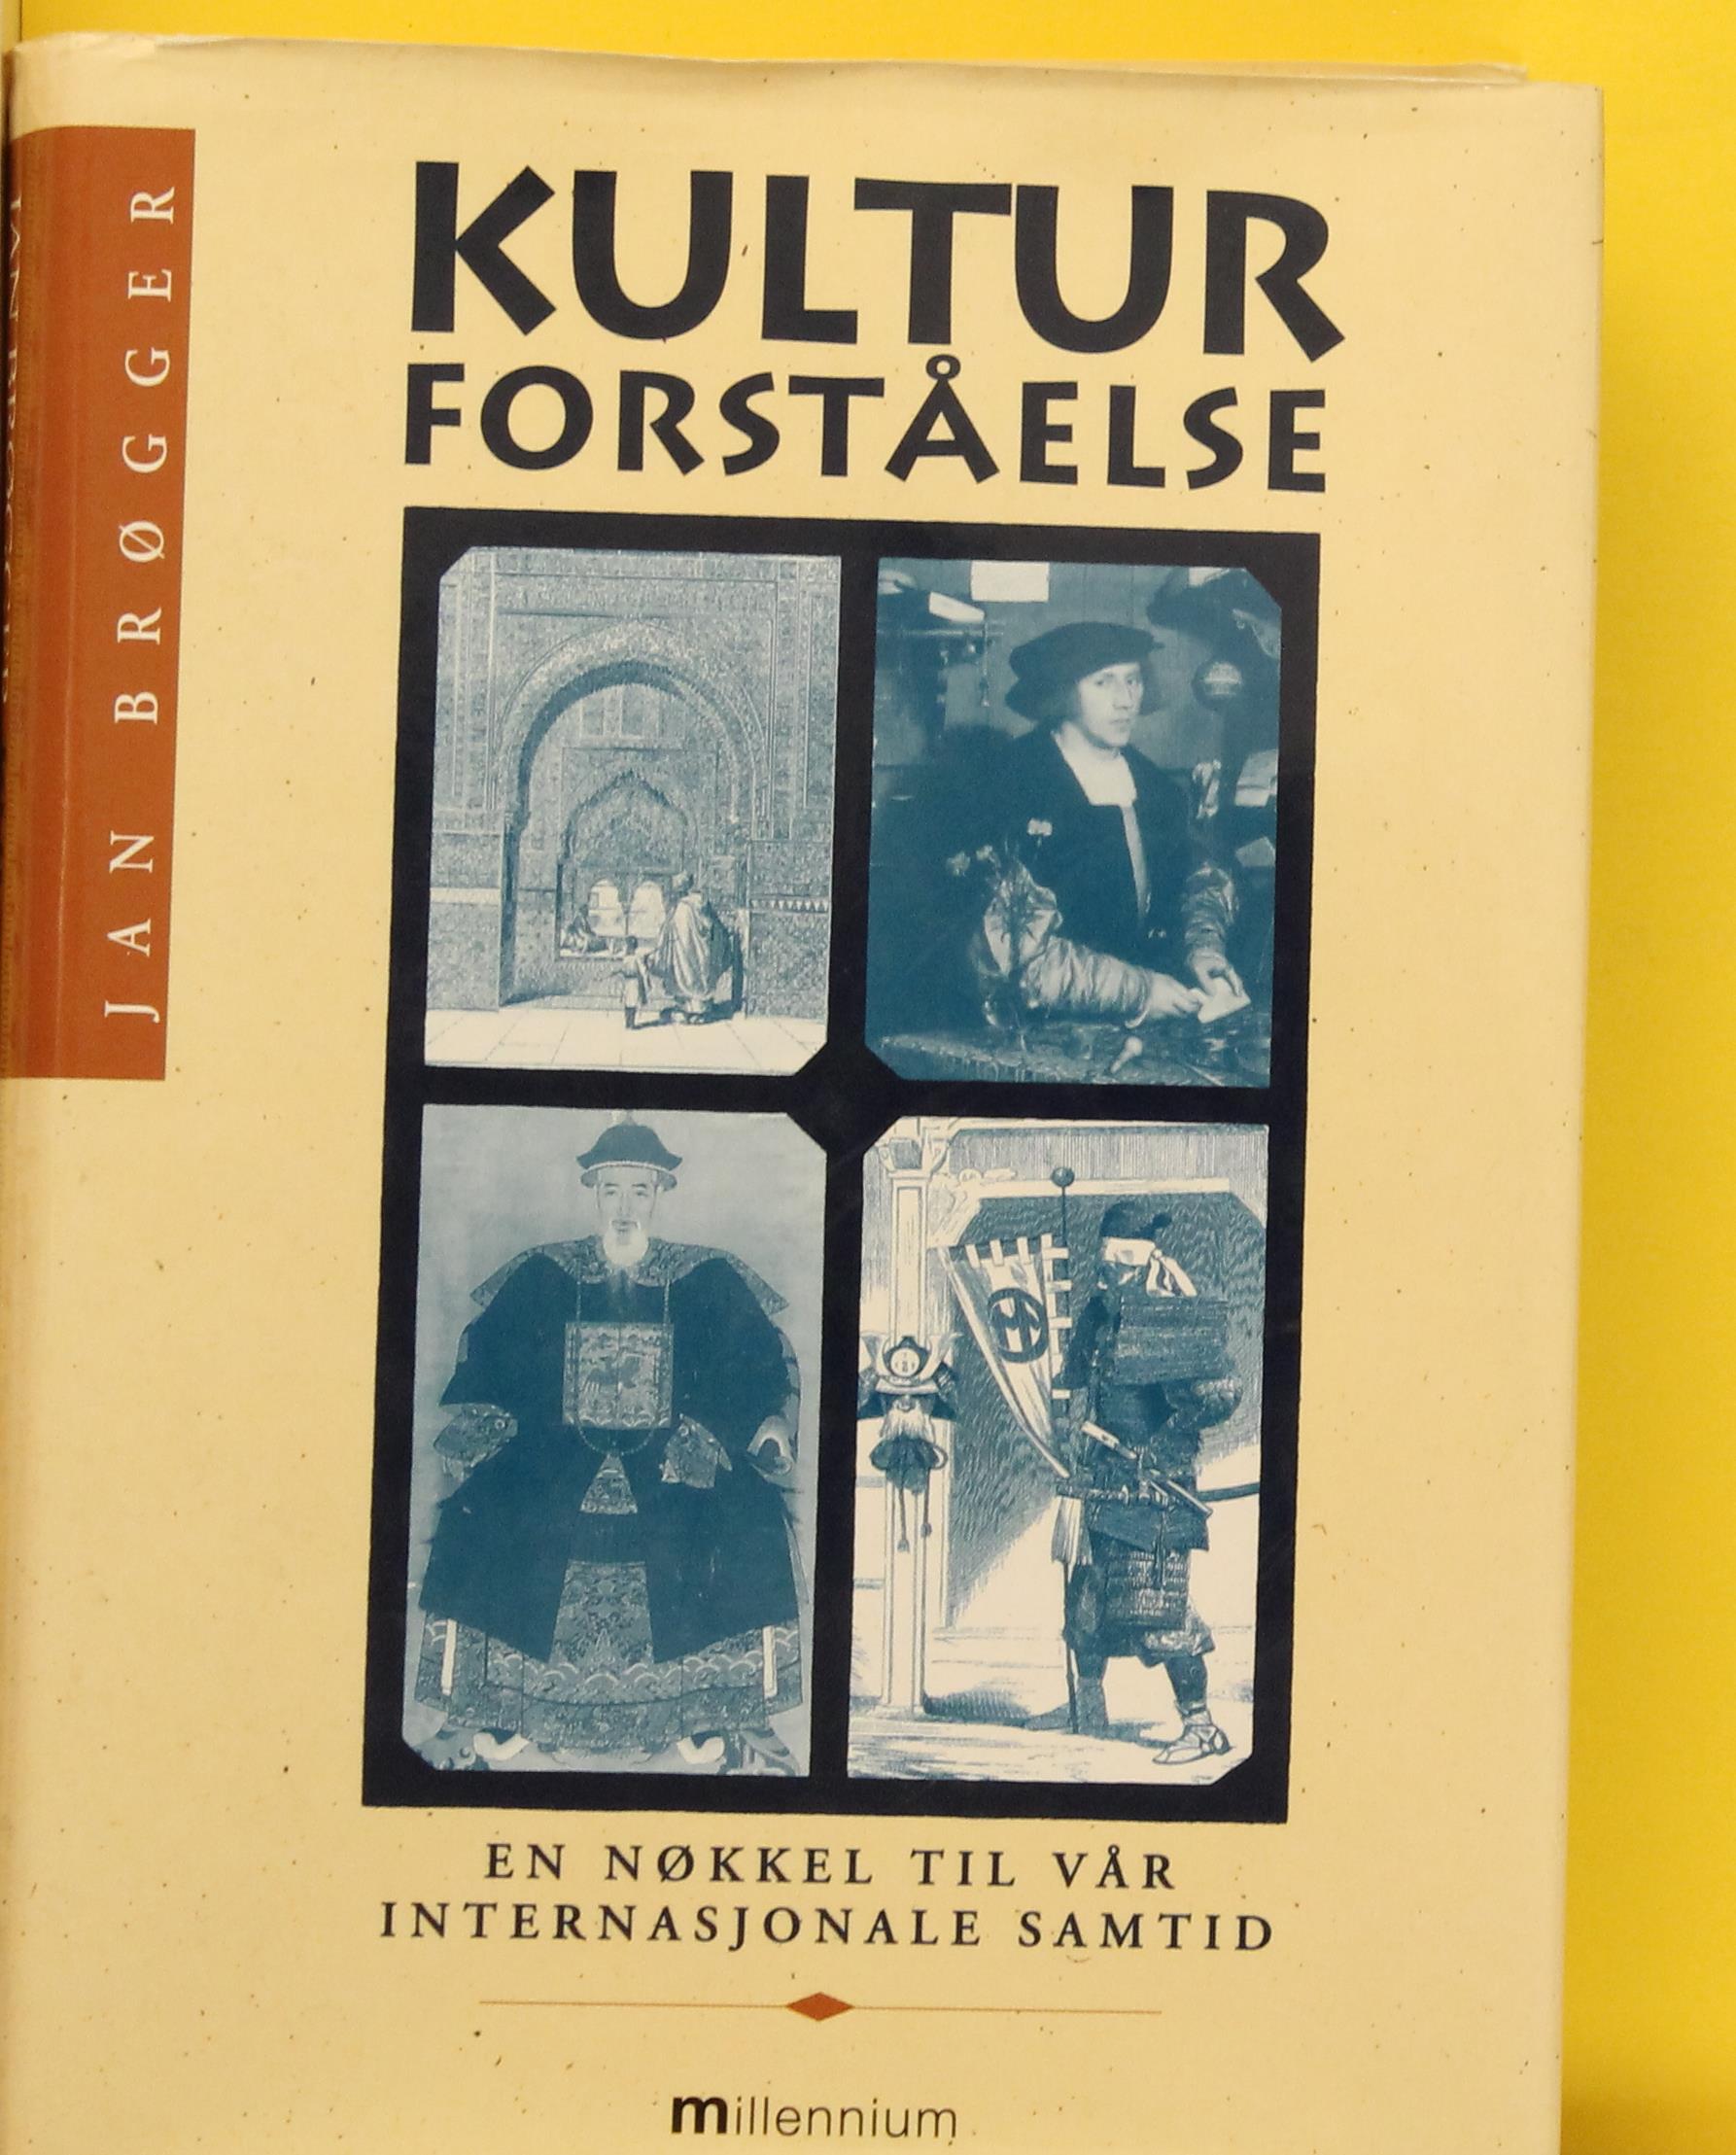 KULTUR
FORSTÅELSE
JAN BRØGGER
EN NØKKEL TIL VÅR
INTERNASJONALE SAMTID
millennium